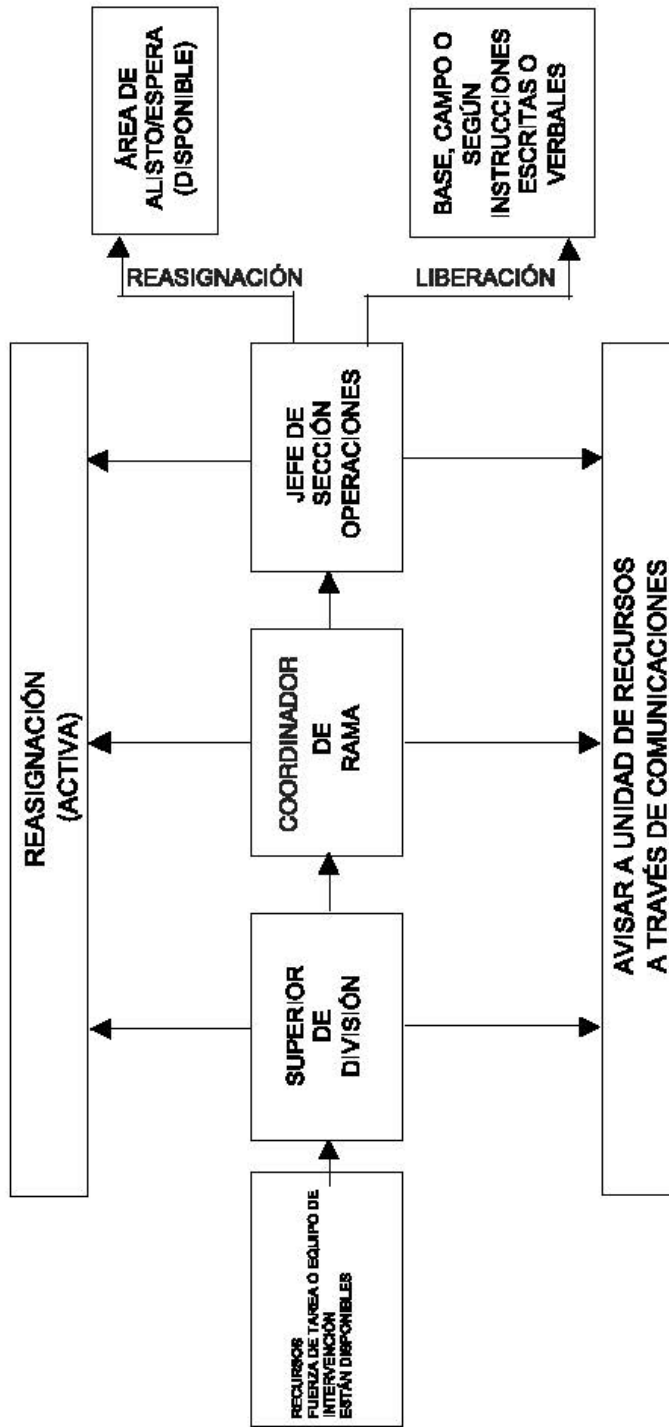 REASIGNACIÓN
(ACTIVA)
RECURSOS
FUERZA DE TAREA O EQUIPO DE
INTERVENCIÓN
ESTÁN DISPONIBLES
SUPERIOR
DE
DIVISIÓN
COORDINADOR
DE
RAMA
JEFE DE
SECCIÓN
OPERACIONES
REASIGNACIÓN
ÁREA DE
ALISTO/ESPERA
(DISPONIBLE)
LIBERACIÓN
BASE, CAMPO O
SEGÚN
INSTRUCCIONES
ESCRITAS O
VERBALES
AVISAR A UNIDAD DE RECURSOS
A TRAVÉS DE COMUNICACIONES